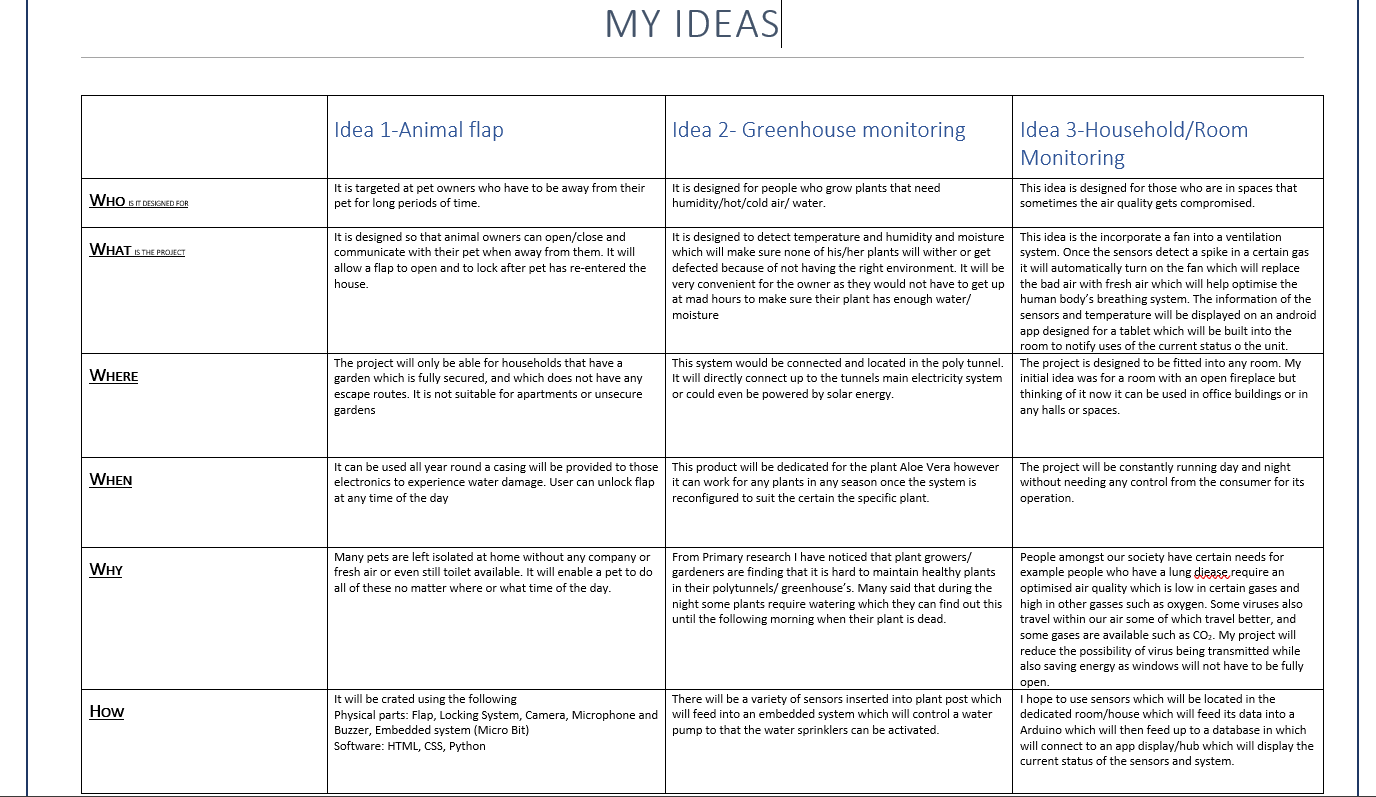 MY IDEAS
Idea 1-Animal flap
Idea 2- Greenhouse monitoring
Idea 3-Household/Room
Monitoring
WHO IS IT DESIGNED FOR
It is targeted at pet owners who have to be away from their
pet for long periods of time.
It is designed for people who grow plants that need
humidity/hot/cold air/ water.
This idea is designed for those who are in spaces that
sometimes the air quality gets compromised.
WHAT IS THE PROJECT
It is designed so that animal owners can open/close and
communicate with their pet when away from them. It will
allow a flap to open and to lock after pet has re-entered the
house.
It is designed to detect temperature and humidity and moisture
which will make sure none of his/her plants will wither or get
defected because of not having the right environment. It will be
very convenient for the owner as they would not have to get up
at mad hours to make sure their plant has enough water/
moisture
This idea is the incorporate a fan into a ventilation
system. Once the sensors detect a spike in a certain gas
it will automatically turn on the fan which will replace
the bad air with fresh air which will help optimise the
human body's breathing system. The information of the
sensors and temperature will be displayed on an android
app designed for a tablet which will be built into the
room to notify uses of the current status o the unit.
WHERE
The project will only be able for households that have a
garden which is fully secured, and which does not have any
escape routes. It is not suitable for apartments or unsecure
gardens
This system would be connected and located in the poly tunnel.
It will directly connect up to the tunnels main electricity system
or could even be powered by solar energy.
The project is designed to be fitted into any room. My
initial idea was for a room with an open fireplace but
thinking of it now it can be used in office buildings or in
any halls or spaces.
WHEN
It can be used all year round a casing will be provided to those
electronics to experience water damage. User can unlock flap
at any time of the day
This product will be dedicated for the plant Aloe Vera however
it can work for any plants in any season once the system is
reconfigured to suit the certain the specific plant.
The project will be constantly running day and night
without needing any control from the consumer for its
operation.
WHY
Many pets are left isolated at home without any company or
fresh air or even still toilet available. It will enable a pet to do
all of these no matter where or what time of the day.
From Primary research I have noticed that plant growers/
gardeners are finding that it is hard to maintain healthy plants
in their polytunnels/ greenhouse's. Many said that during the
night some plants require watering which they can find out this
until the following morning when their plant is dead.
People amongst our society have certain needs for
example people who have a lung diease require an
optimised air quality which is low in certain gases and
high in other gasses such as oxygen. Some viruses also
travel within our air some of which travel better, and
some gases are available such as CO₂. My project will
reduce the possibility of virus being transmitted while
also saving energy as windows will not have to be fully
open.
HOW
It will be crated using the following
Physical parts: Flap, Locking System, Camera, Microphone and
Buzzer, Embedded system (Micro Bit)
Software: HTML, CSS, Python
There will be a variety of sensors inserted into plant post which
will feed into an embedded system which will control a water
pump to that the water sprinklers can be activated.
I hope to use sensors which will be located in the
dedicated room/house which will feed its data into a
Arduino which will then feed up to a database in which
will connect to an app display/hub which will display the
current status of the sensors and system.